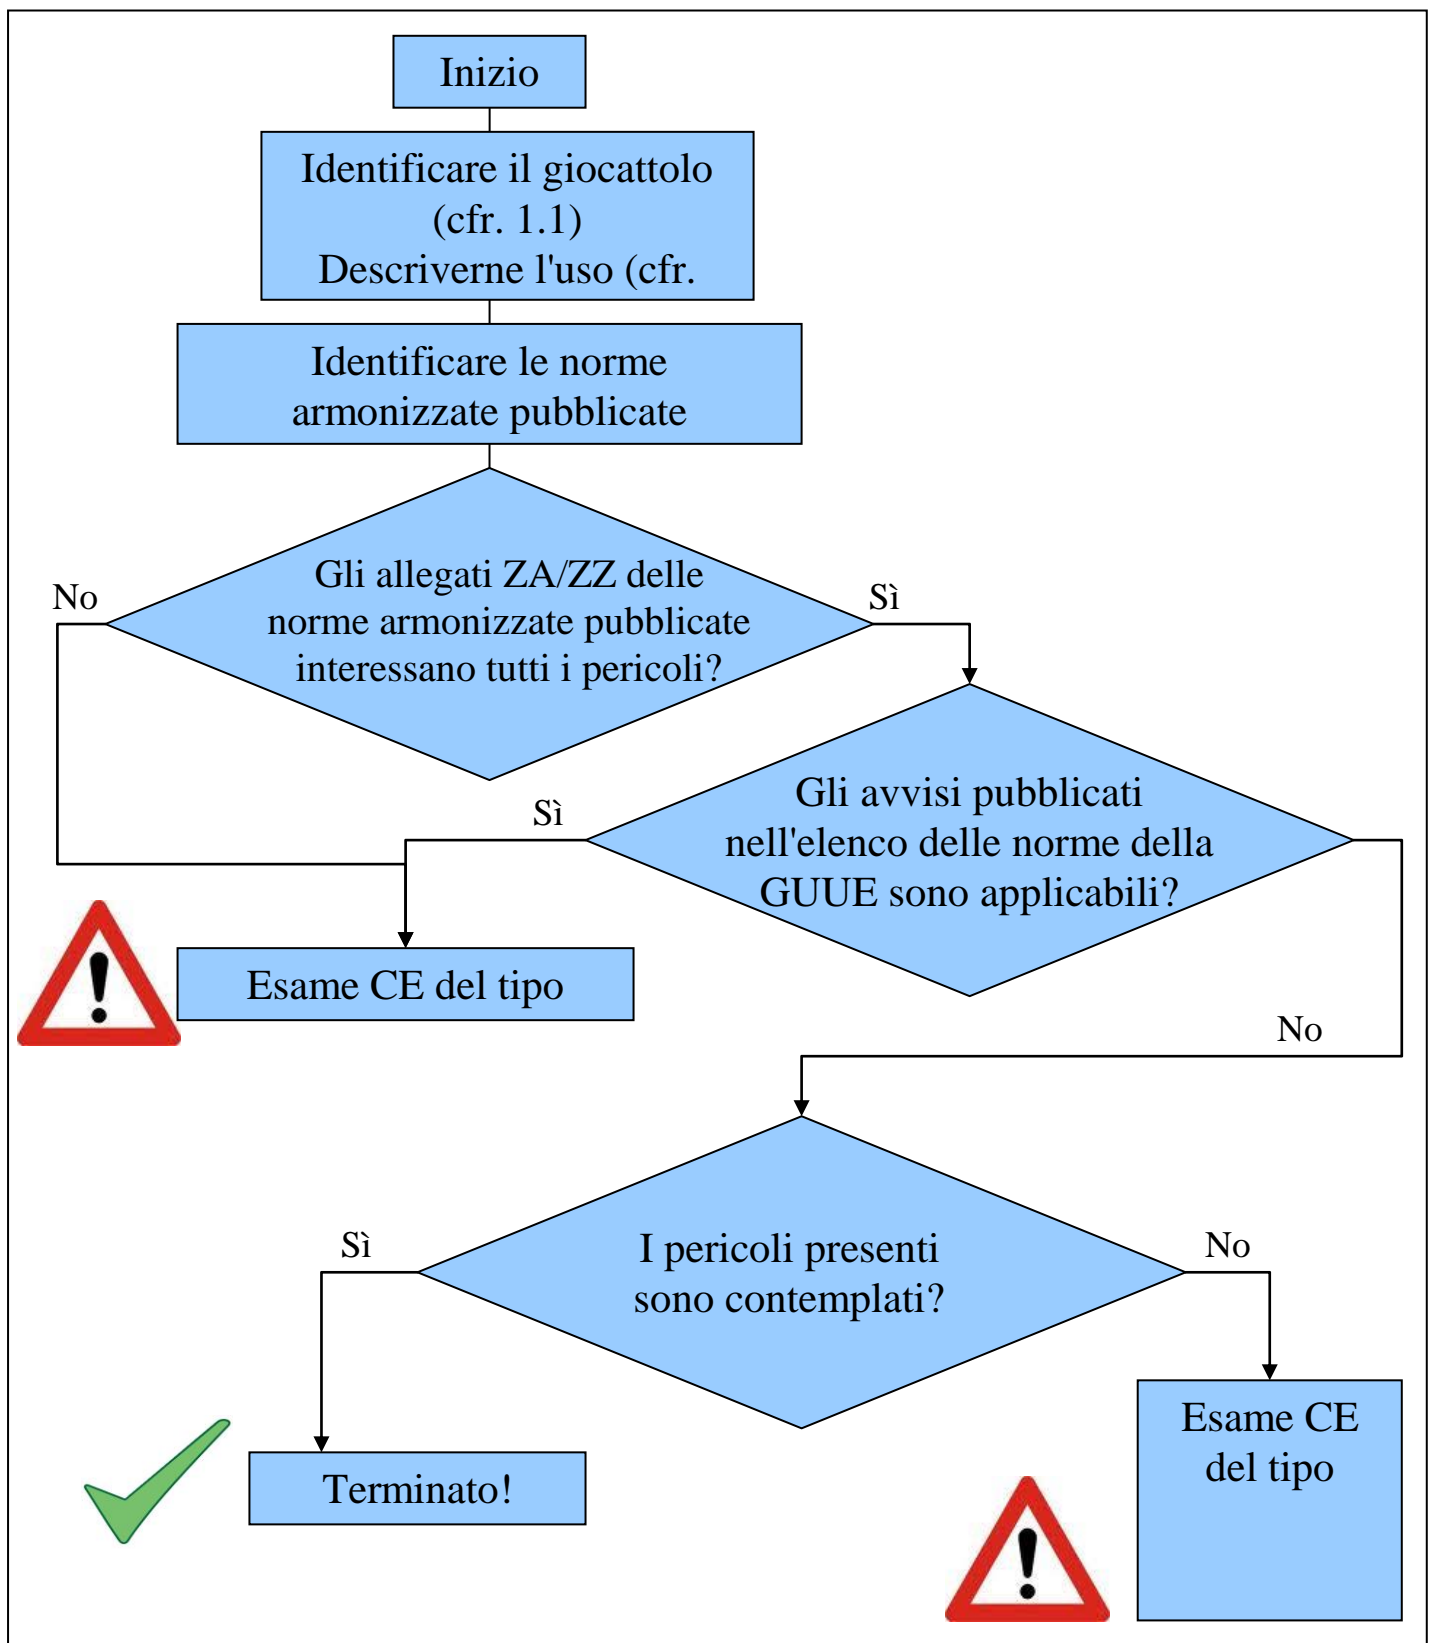 Inizio
Identificare il giocattolo
(cfr. 1.1)
Descriverne l'uso (cfr.
Identificare le norme
armonizzate pubblicate
Gli allegati ZA/ZZ delle
norme armonizzate pubblicate
interessano tutti i pericoli?
No
Sì
Gli avvisi pubblicati
nell'elenco delle norme della
GUUE sono applicabili?
Sì
Esame CE del tipo
No
I pericoli presenti
sono contemplati?
Sì
No
Terminato!
Esame CE
del tipo